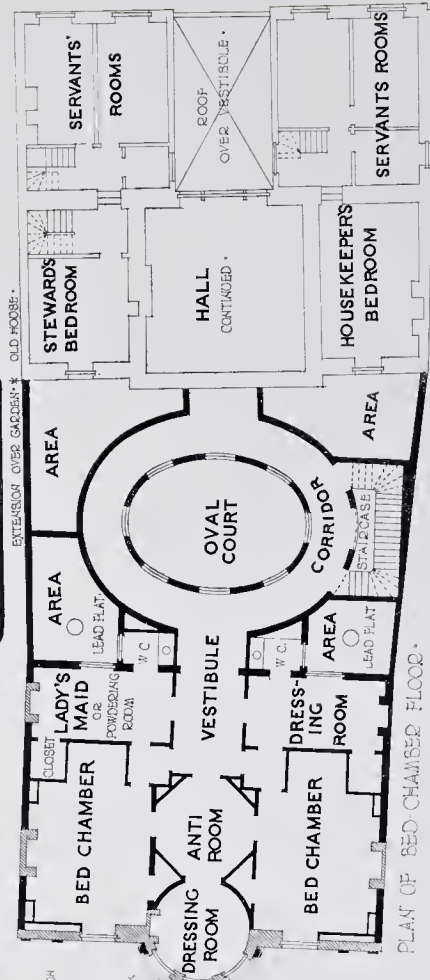 SERVANTS'
ROOMS
ROOF
OVER VESTIBULE.
SERVANTS ROOMS
STEWARD'S
BEDROOM
HALL
CONTINUED.
HOUSEKEEPER'S
BEDROOM
EXTENSION OVER GARDEN.* OLD HOUSE.
AREA
AREA
OVAL
COURT
CORRIDOR
STAIRCASE
AREA
LEAD FLAT
W.C.
VESTIBULE
W.C.
AREA
LEAD FLAT
LADY'S
MAID
OR
POWDERING
ROOM
CLOSET
DRESS-
ING
ROOM
BED CHAMBER
ANTI
ROOM
BED CHAMBER
DRESSING
ROOM
PLAN OF BED-CHAMBER FLOOR.